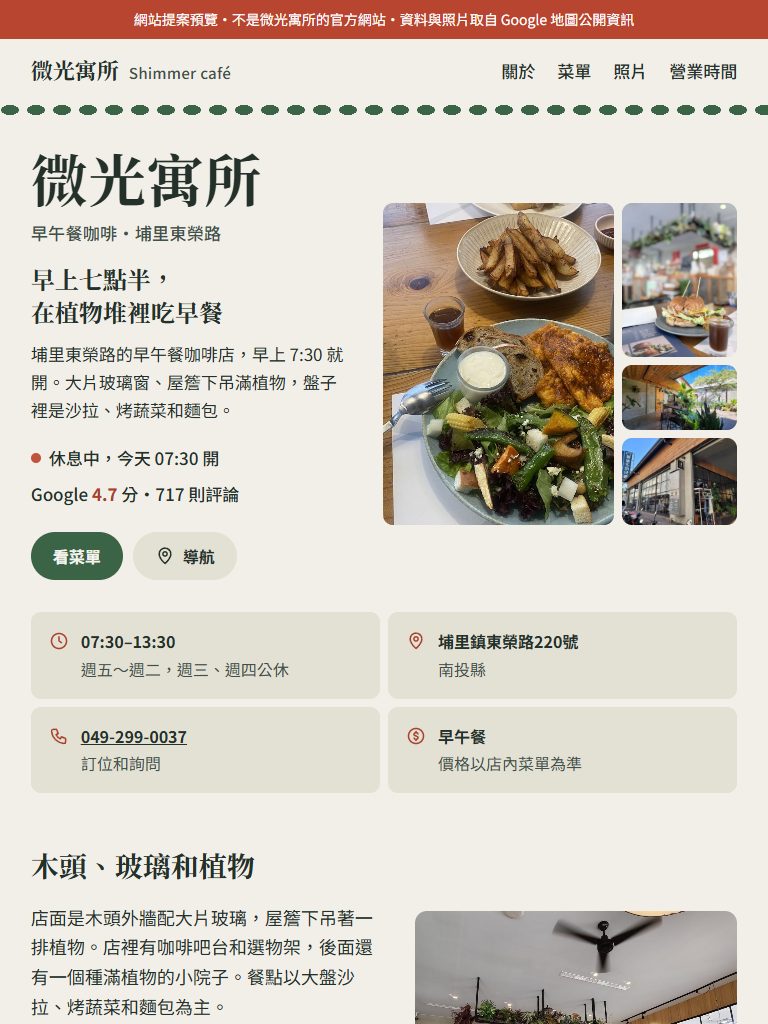 網站提案預覽・不是微光寓所的官方網站・資料與照片取自 Google 地圖公開資訊
微光寓所 Shimmer café
關於 菜單 照片 營業時間
微光寓所
早午餐咖啡・埔里東榮路
早上七點半，
在植物堆裡吃早餐
埔里東榮路的早午餐咖啡店，早上 7:30 就
開。大片玻璃窗、屋簷下吊滿植物，盤子
裡是沙拉、烤蔬菜和麵包。
休息中，今天 07:30 開
Google 4.7 分・717 則評論
看菜單 導航
07:30–13:30
週五～週二，週三、週四公休
埔里鎮東榮路220號
南投縣
049-299-0037
訂位和詢問
早午餐
價格以店內菜單為準
木頭、玻璃和植物
店面是木頭外牆配大片玻璃，屋簷下吊著一
排植物。店裡有咖啡吧台和選物架，後面還
有一個種滿植物的小院子。餐點以大盤沙
拉、烤蔬菜和麵包為主。